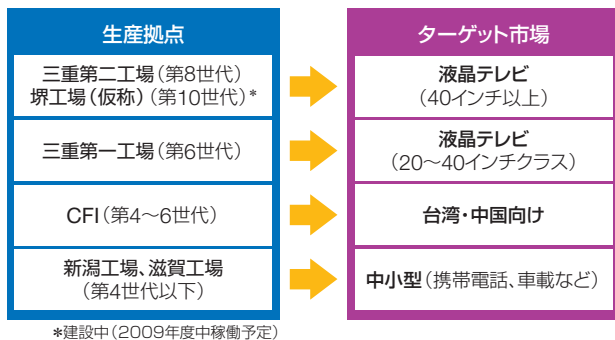 生産拠点
ターゲット市場
三重第二工場(第8世代)
堺工場(仮称)(第10世代)*
液晶テレビ
(40インチ以上)
三重第一工場(第6世代)
液晶テレビ
(20〜40インチクラス)
CFI(第4〜6世代)
台湾・中国向け
新潟工場、滋賀工場
(第4世代以下)
中小型(携帯電話、車載など)
*建設中(2009年度中稼働予定)